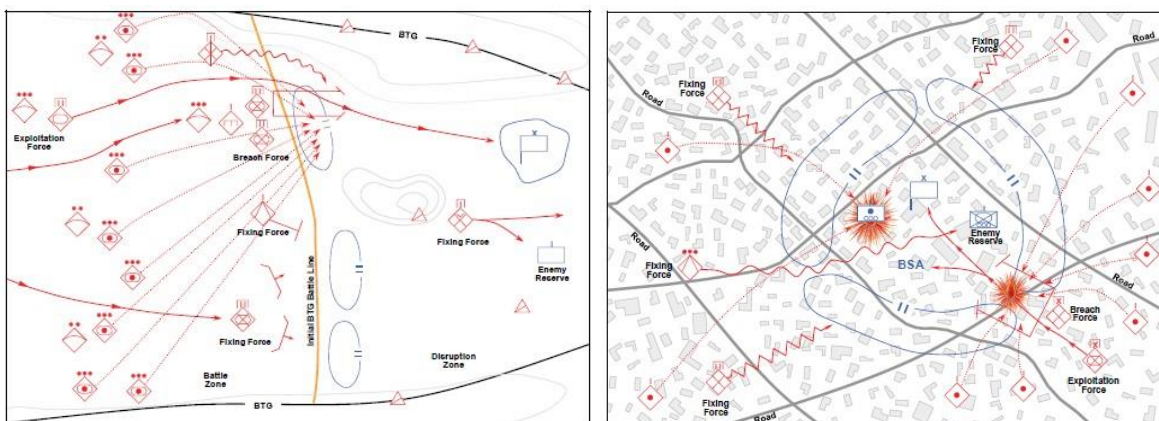 BTG
Exploitation
Force
Breach Force
Fixing Force
Fixing Force
Enemy
Reserve
Initial BTG Battle Line
Fixing Force
Disruption
Zone
Battle
Zone
BTG
x
Fixing
Force
Road
Road
Fixing
Force
Road
x
Enemy
Reserve
Road
Fixing
Force
BSA
Road
x
Breach
Force
x
Exploitation
Force
Fixing
Force
Road